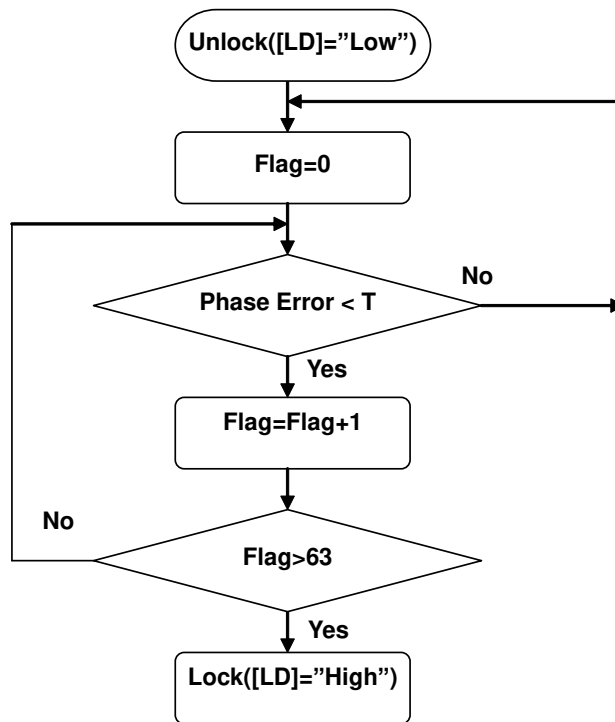 Unlock([LD]=”Low”)
Flag=0
Phase Error < T
No
Yes
Flag=Flag+1
No
Flag>63
Yes
Lock([LD]=”High”)